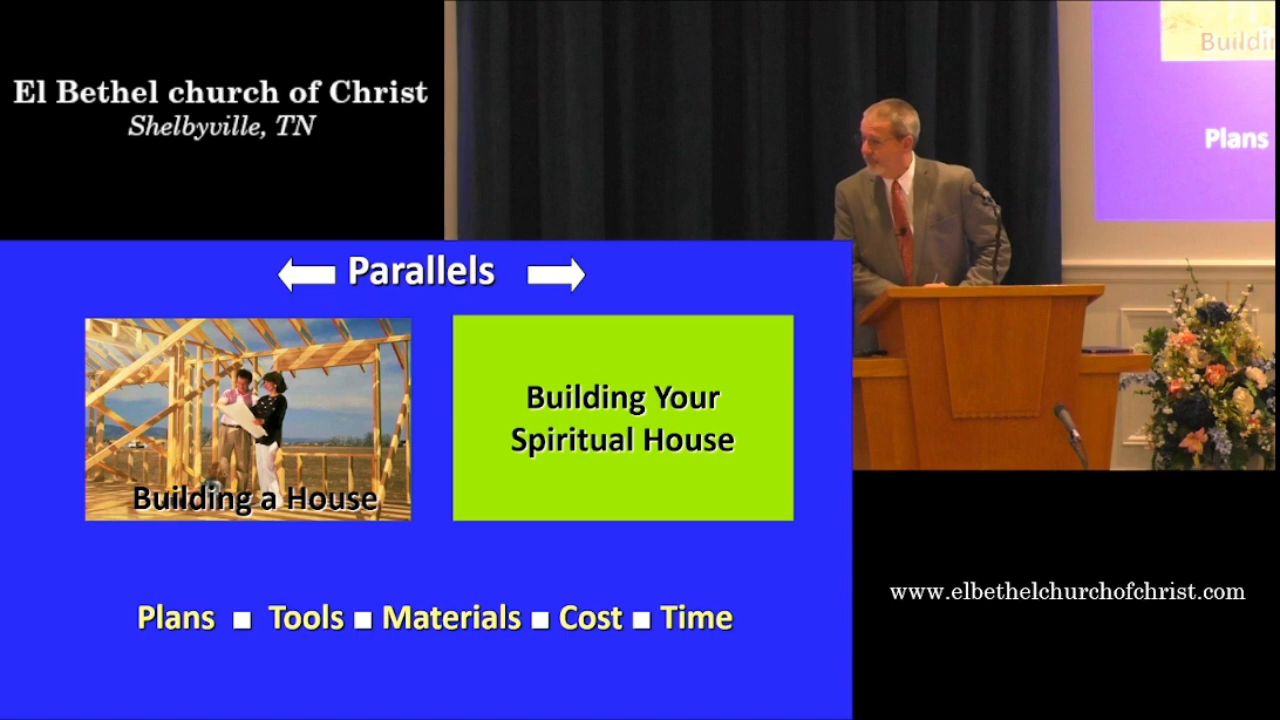 El Bethel church of Christ
Shelbyville, TN
Plans
Parallels
Building a House
Building Your
Spiritual House
Plans ■ Tools ■ Materials ■ Cost ■ Time
www.elbethelchurchofchrist.com